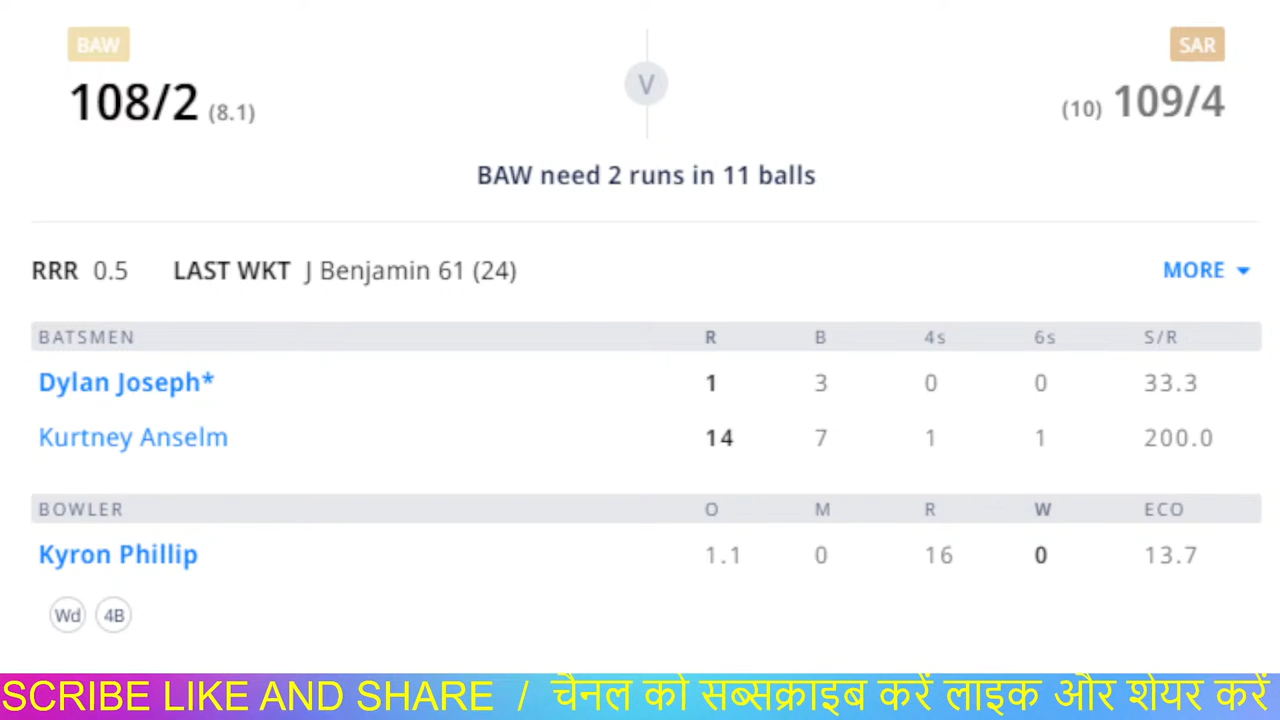 BAW V SAR
108/2 (8.1) (10) 109/4
BAW need 2 runs in 11 balls
RRR 0.5 LAST WKT J Benjamin 61 (24) MORE
BATSMEN R B 4s 6s S/R
Dylan Joseph* 1 3 0 0 33.3
Kurtney Anselm 14 7 1 1 200.0
BOWLER O M R W ECO
Kyron Phillip 1.1 0 16 0 13.7
Wd 4B
SCRIBE LIKE AND SHARE / चैनल को सब्सक्राइब करें लाइक और शेयर करें